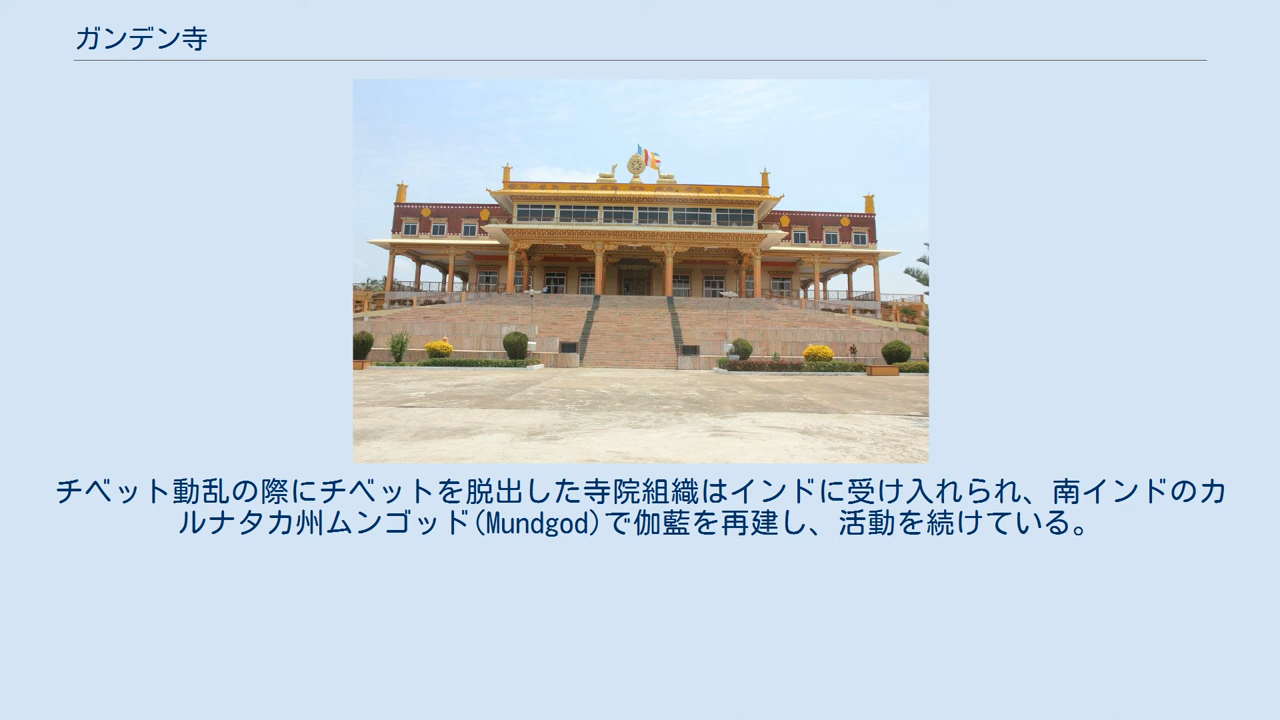 ガンデン寺
チベット動乱の際にチベットを脱出した寺院組織はインドに受け入れられ、南インドのカ
ルナタカ州ムンゴッド(Mundgod)で伽藍を再建し、活動を続けている。